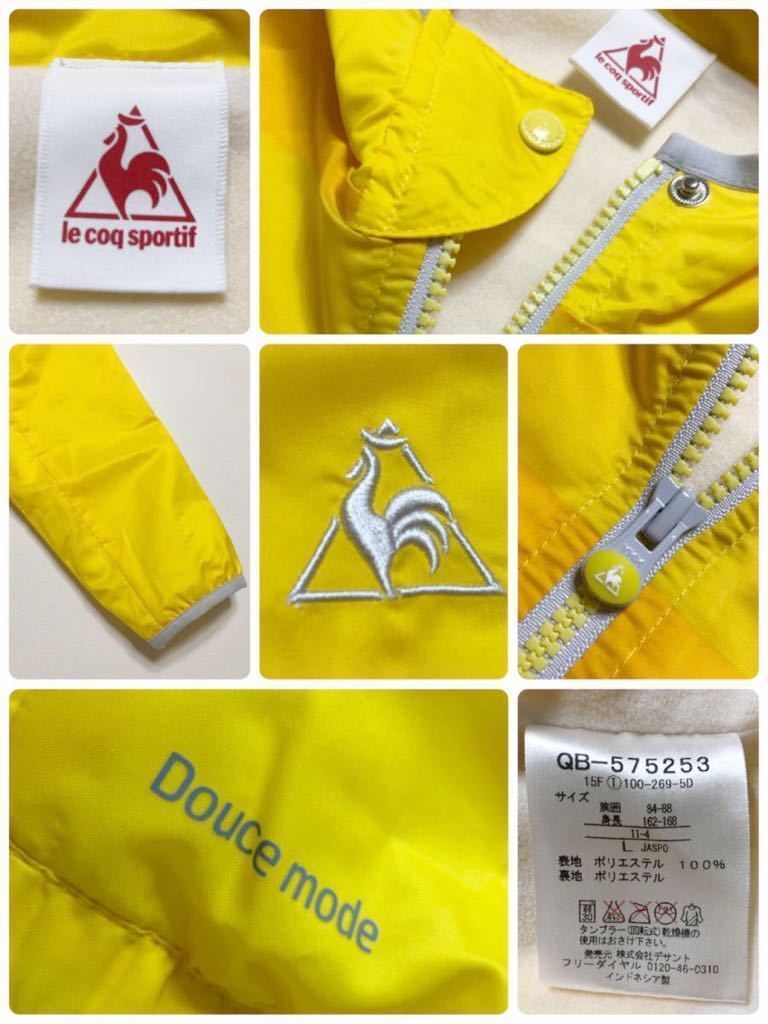 le coq sportif
le coq sportif
Douce mode
QB-575253
15F ① 100-269-5D
サイズ
胸囲 84-88
身長 162-168
11-4
L JASPO
表地 ポリエステル 100%
裏地 ポリエステル
タンブラー(回転式)乾燥機の
使用はおさけ下さい。
発売元 株式会社デサント
フリーダイヤル 0120-46-0310
インドネシア製